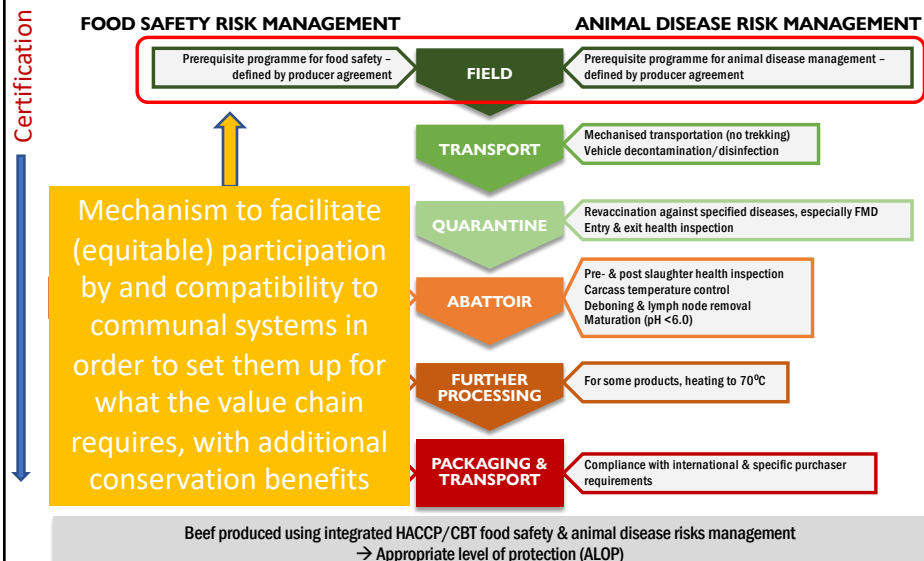 Certification
FOOD SAFETY RISK MANAGEMENT
ANIMAL DISEASE RISK MANAGEMENT
Prerequisite programme for food safety –
defined by producer agreement
FIELD
Prerequisite programme for animal disease management –
defined by producer agreement
TRANSPORT
Mechanised transportation (no trekking)
Vehicle decontamination/disinfection
Mechanism to facilitate
(equitable) participation
by and compatibility to
communal systems in
order to set them up for
what the value chain
requires, with additional
conservation benefits
QUARANTINE
Revaccination against specified diseases, especially FMD
Entry & exit health inspection
ABATTOIR
Pre- & post slaughter health inspection
Carcass temperature control
Deboning & lymph node removal
Maturation (pH <6.0)
FURTHER
PROCESSING
For some products, heating to 70⁰C
PACKAGING &
TRANSPORT
Compliance with international & specific purchaser
requirements
Beef produced using integrated HACCP/CBT food safety & animal disease risks management
→ Appropriate level of protection (ALOP)